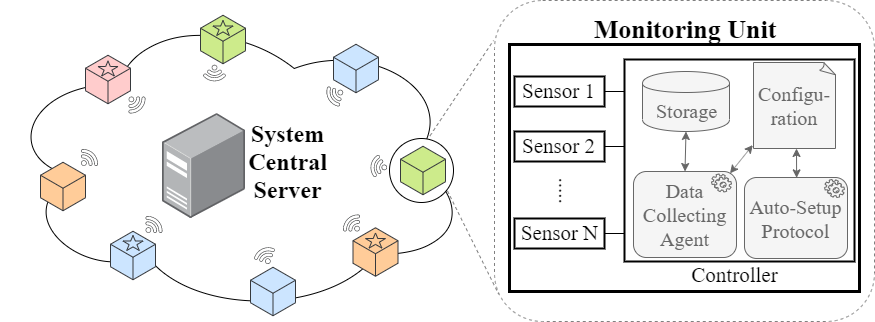 Monitoring Unit
System
Central
Server
Sensor 1
Sensor 2
Sensor N
Storage
Configu-
ration
Data
Collecting
Agent
Auto-Setup
Protocol
Controller